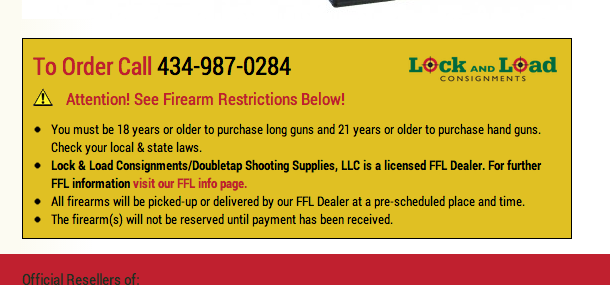 To Order Call 434-987-0284
Lock AND Load
CONSIGNMENTS
Attention! See Firearm Restrictions Below!
You must be 18 years or older to purchase long guns and 21 years or older to purchase hand guns.
Check your local & state laws.
Lock & Load Consignments/Doubletap Shooting Supplies, LLC is a licensed FFL Dealer. For further
FFL information visit our FFL info page.
All firearms will be picked-up or delivered by our FFL Dealer at a pre-scheduled place and time.
The firearm(s) will not be reserved until payment has been received.
Official Resellers of: